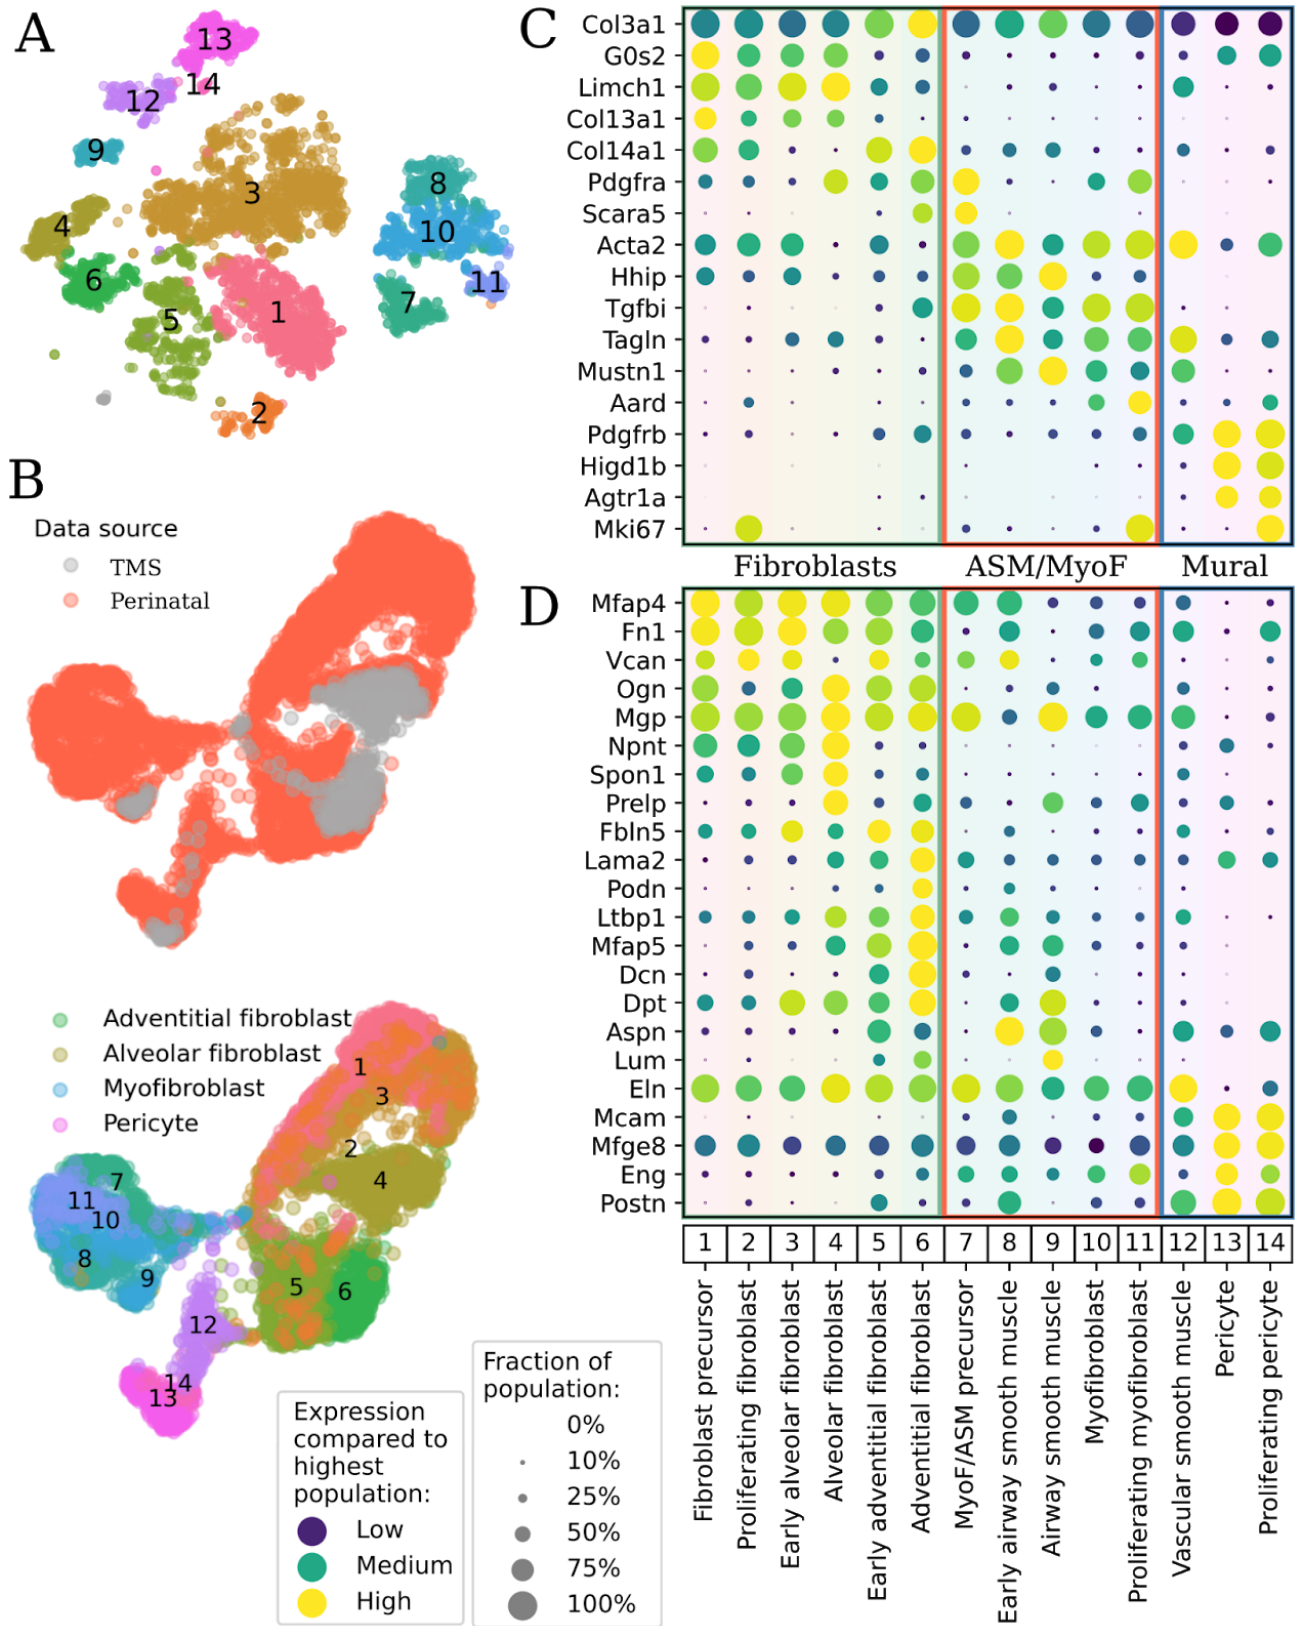 A
13
14
12
9
3
8
4
10
6
11
7
1
5
2
B
Data source
TMS
Perinatal
Adventitial fibroblast
Alveolar fibroblast
Myofibroblast
Pericyte
1
3
2
4
7
11
10
8
9
5
6
12
14
13
Expression
compared to
highest
population:
Low
Medium
High
Fraction of
population:
0%
10%
25%
50%
75%
100%
C
Col3a1
G0s2
Limch1
Col13a1
Col14a1
Pdgfra
Scara5
Acta2
Hhip
Tgfbi
Tagln
Mustn1
Aard
Pdgfrb
Higd1b
Agtr1a
Mki67
Fibroblasts ASM/MyoF Mural
D
Mfap4
Fn1
Vcan
Ogn
Mgp
Npnt
Spon1
Prelp
Fbln5
Lama2
Podn
Ltbp1
Mfap5
Dcn
Dpt
Aspn
Lum
Eln
Mcam
Mfge8
Eng
Postn
1 2 3 4 5 6 7 8 9 10 11 12 13 14
Fibroblast precursor
Proliferating fibroblast
Early alveolar fibroblast
Alveolar fibroblast
Early adventitial fibroblast
Adventitial fibroblast
MyoF/ASM precursor
Early airway smooth muscle
Airway smooth muscle
Myofibroblast
Proliferating myofibroblast
Vascular smooth muscle
Pericyte
Proliferating pericyte